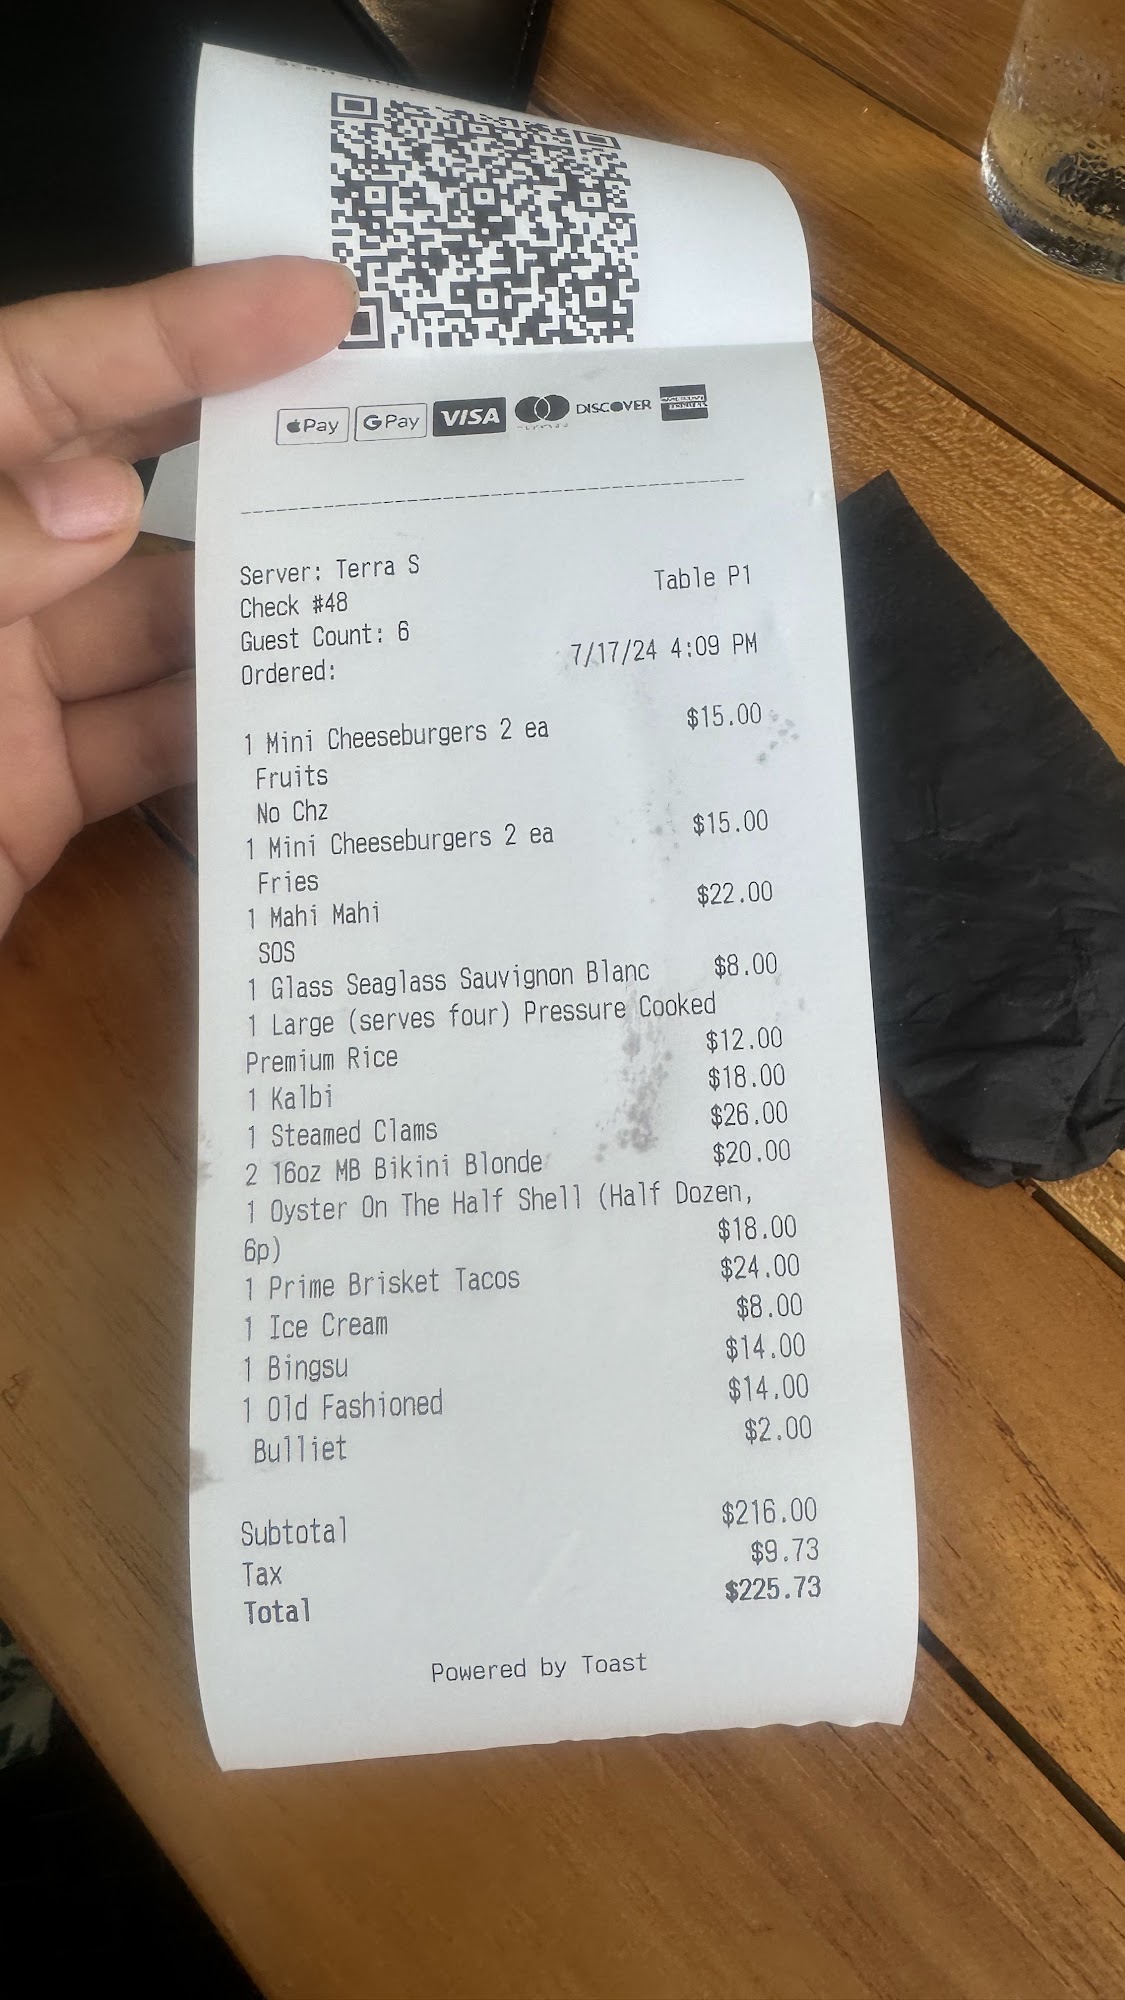 Pay
G Pay
VISA
DISCOVER
Server: Terra S
Check #48
Table P1
Guest Count: 6
Ordered:
7/17/24 4:09 PM
1 Mini Cheeseburgers 2 ea $15.00
Fruits
No Chz
1 Mini Cheeseburgers 2 ea $15.00
Fries
1 Mahi Mahi $22.00
SOS
1 Glass Seaglass Sauvignon Blanc $8.00
1 Large (serves four) Pressure Cooked
Premium Rice $12.00
1 Kalbi $18.00
1 Steamed Clams $26.00
2 16oz MB Bikini Blonde $20.00
1 Oyster On The Half Shell (Half Dozen,
6p) $18.00
1 Prime Brisket Tacos $24.00
1 Ice Cream $8.00
1 Bingsu $14.00
1 Old Fashioned $14.00
Bulliet $2.00
Subtotal $216.00
Tax $9.73
Total $225.73
Powered by Toast